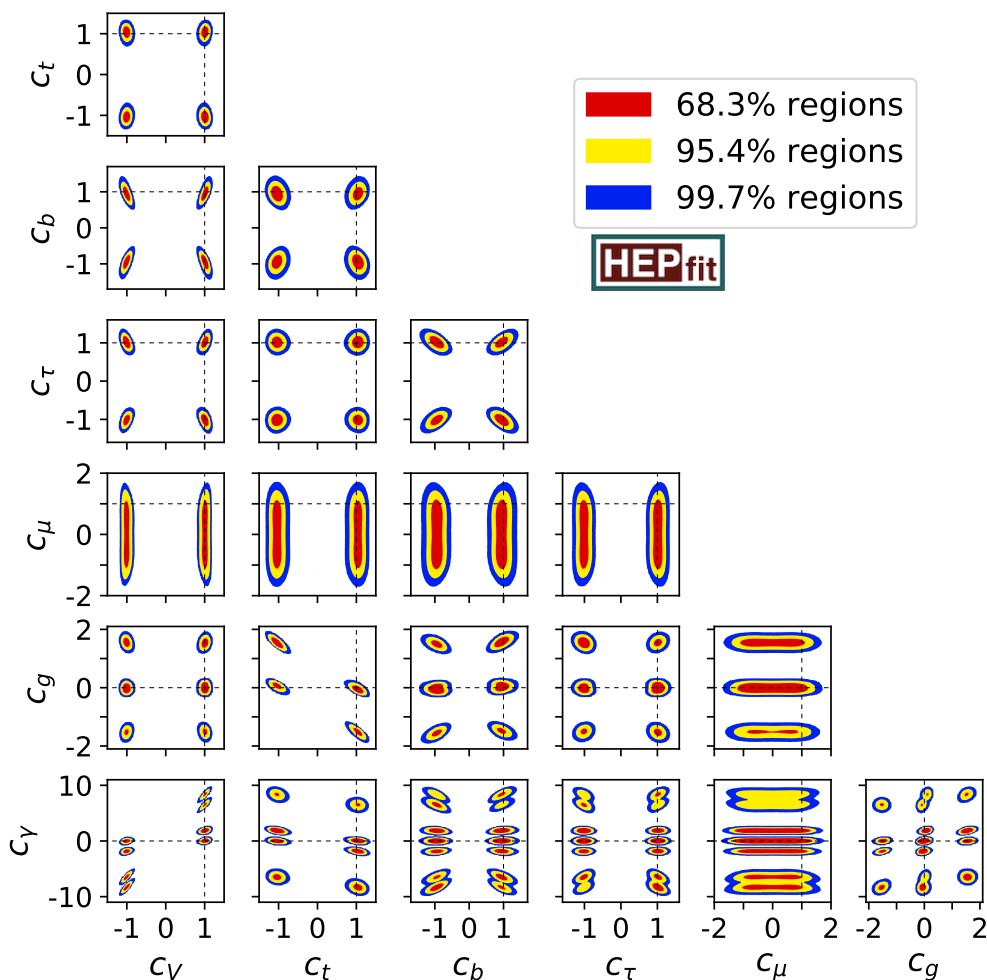 c_t
1
0
-1
68.3% regions
95.4% regions
99.7% regions
HEPfit
c_b
1
0
-1
c_τ
1
0
-1
c_μ
2
0
-2
c_g
2
0
-2
c_γ
10
0
-10
-1 0 1 -1 0 1 -1 0 1 -1 0 1 -2 0 2 -2 0 2
c_V c_t c_b c_τ c_μ c_g